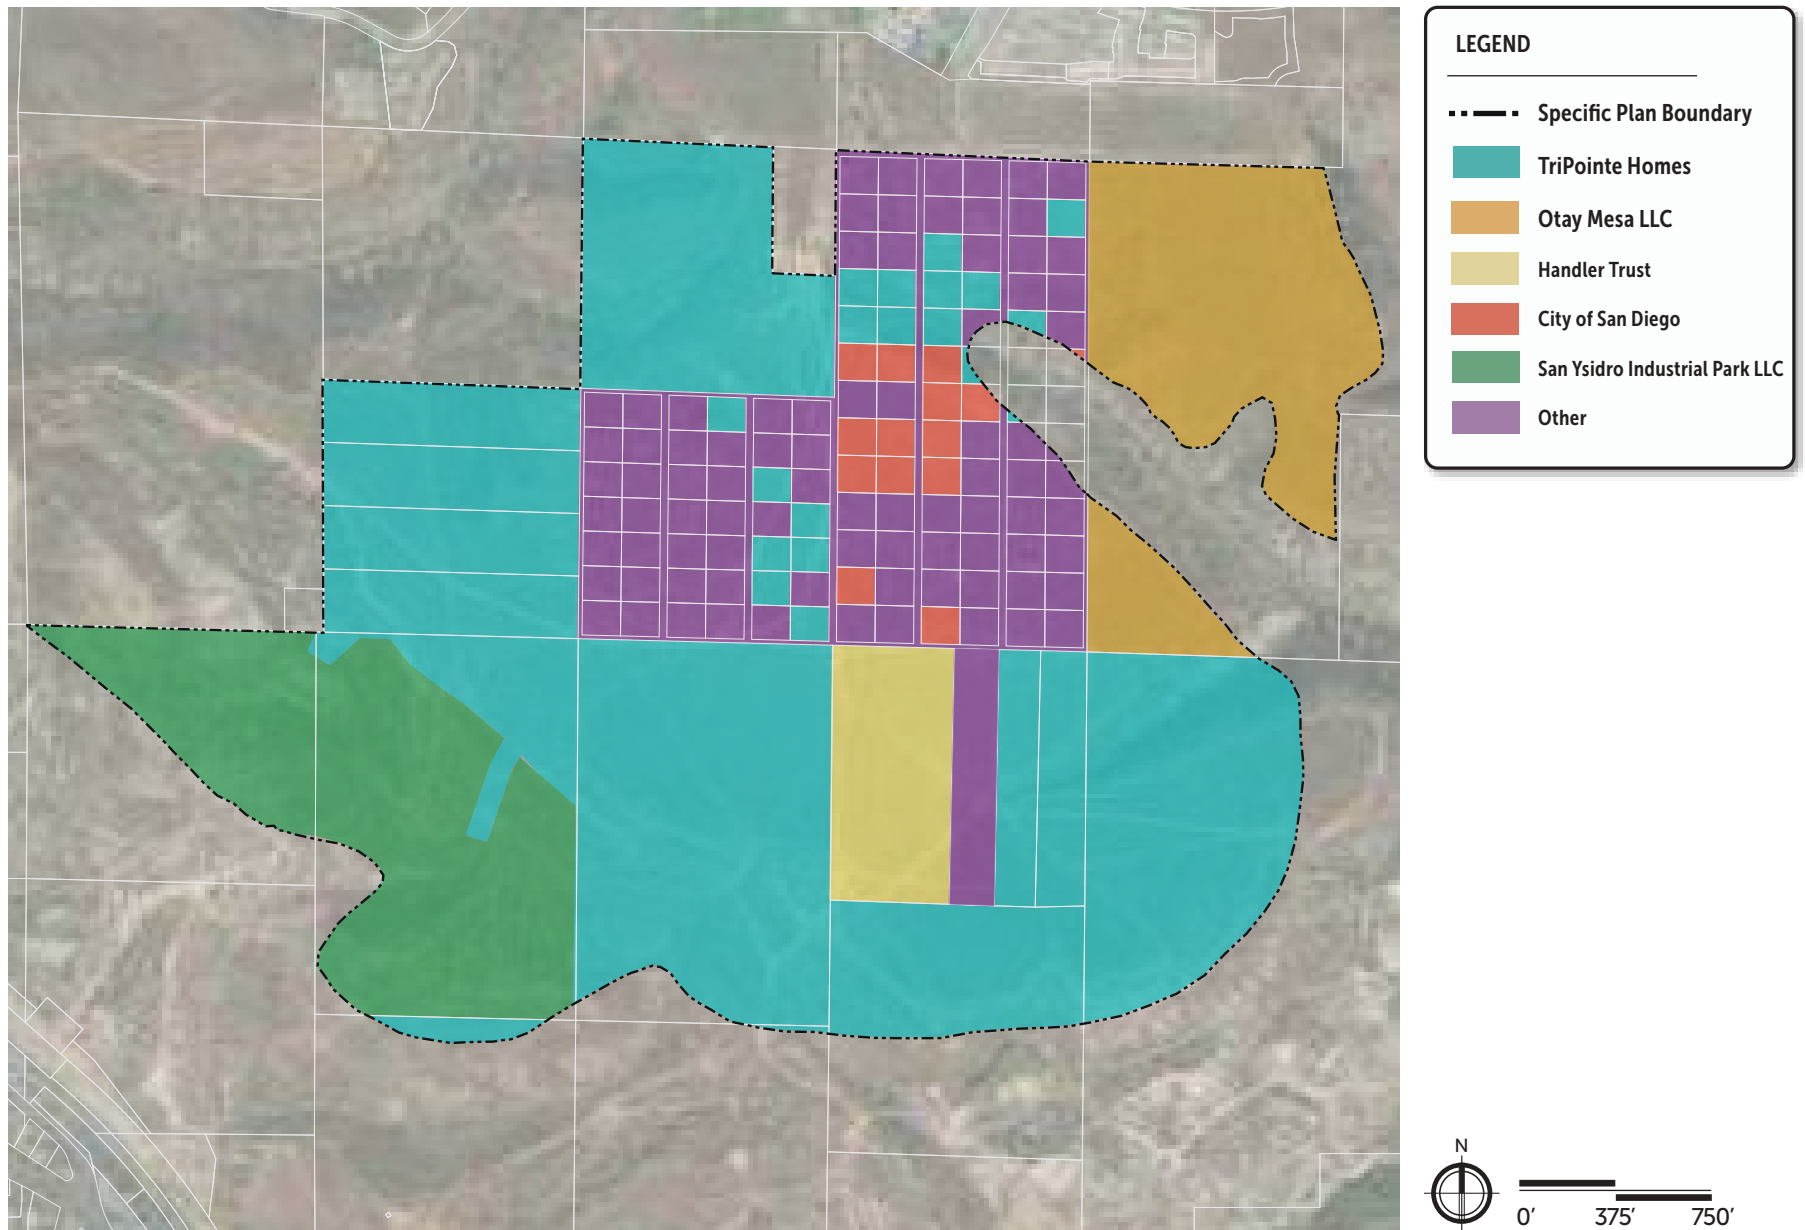 LEGEND
Specific Plan Boundary
TriPointe Homes
Otay Mesa LLC
Handler Trust
City of San Diego
San Ysidro Industrial Park LLC
Other
N
0' 375' 750'